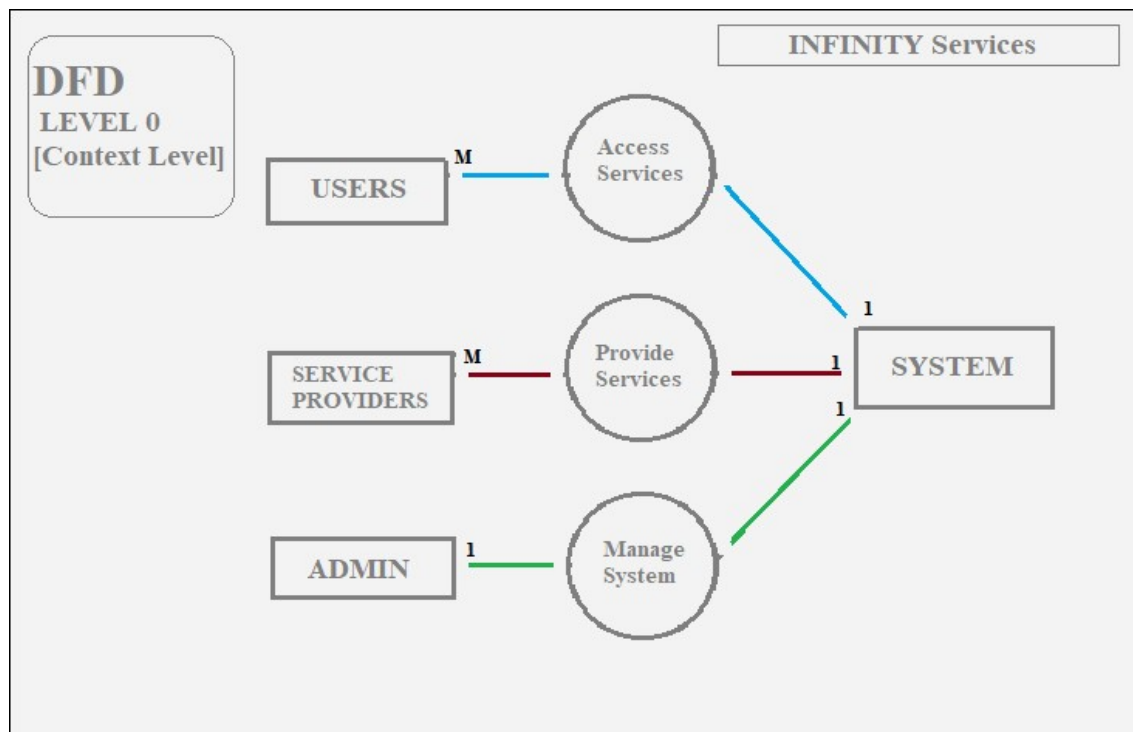 DFD
LEVEL 0
[Context Level]
INFINITY Services
USERS
M
Access
Services
1
SERVICE
PROVIDERS
M
Provide
Services
1
SYSTEM
1
ADMIN
1
Manage
System